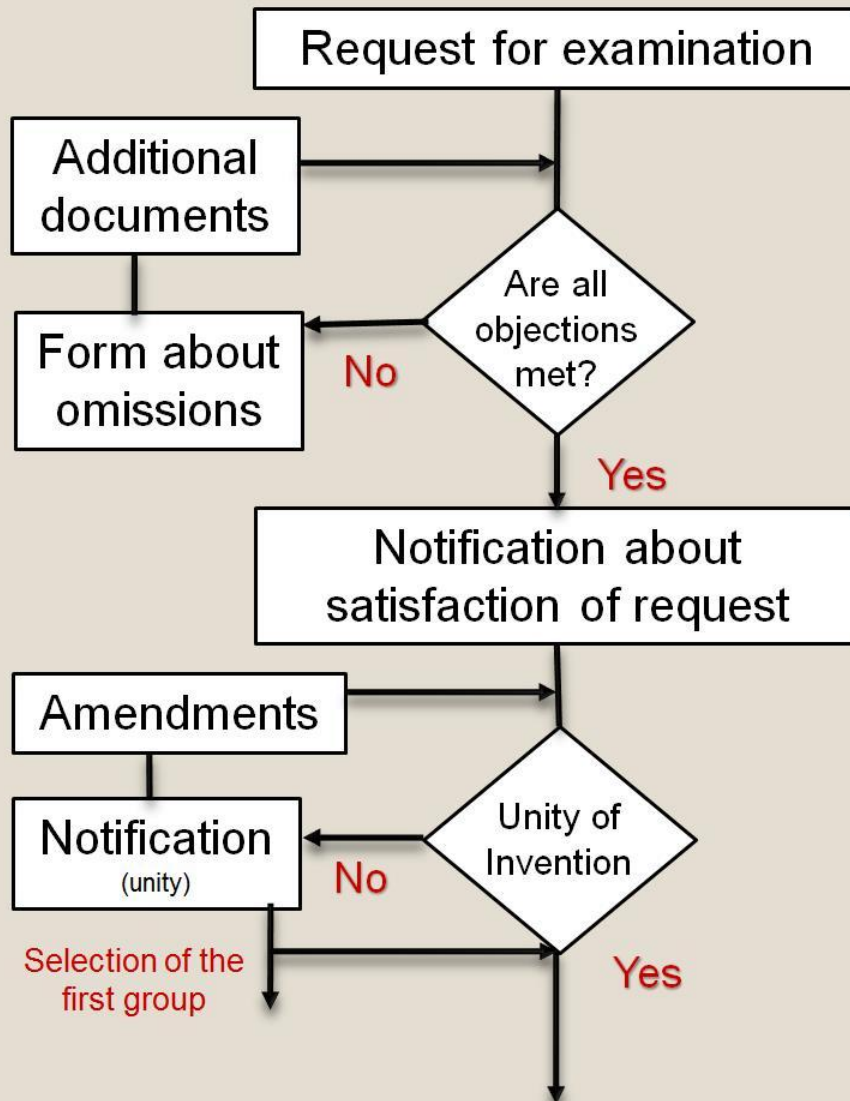 Request for examination
Additional
documents
Are all
objections
met?
Form about
omissions
No
Yes
Notification about
satisfaction of request
Amendments
Unity of
Invention
Notification
(unity)
No
Selection of the
first group
Yes